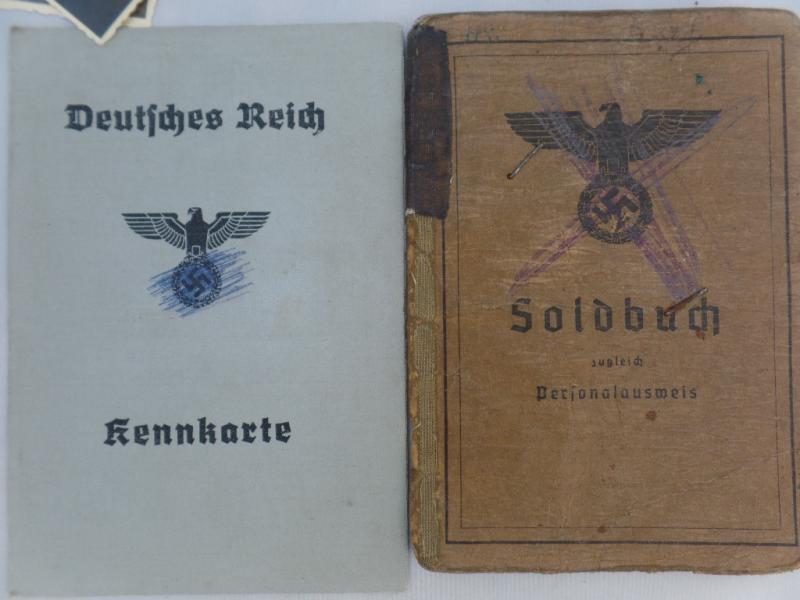 Deutsches Reich
Kennkarte
Soldbuch
zugleich
Personalausweis